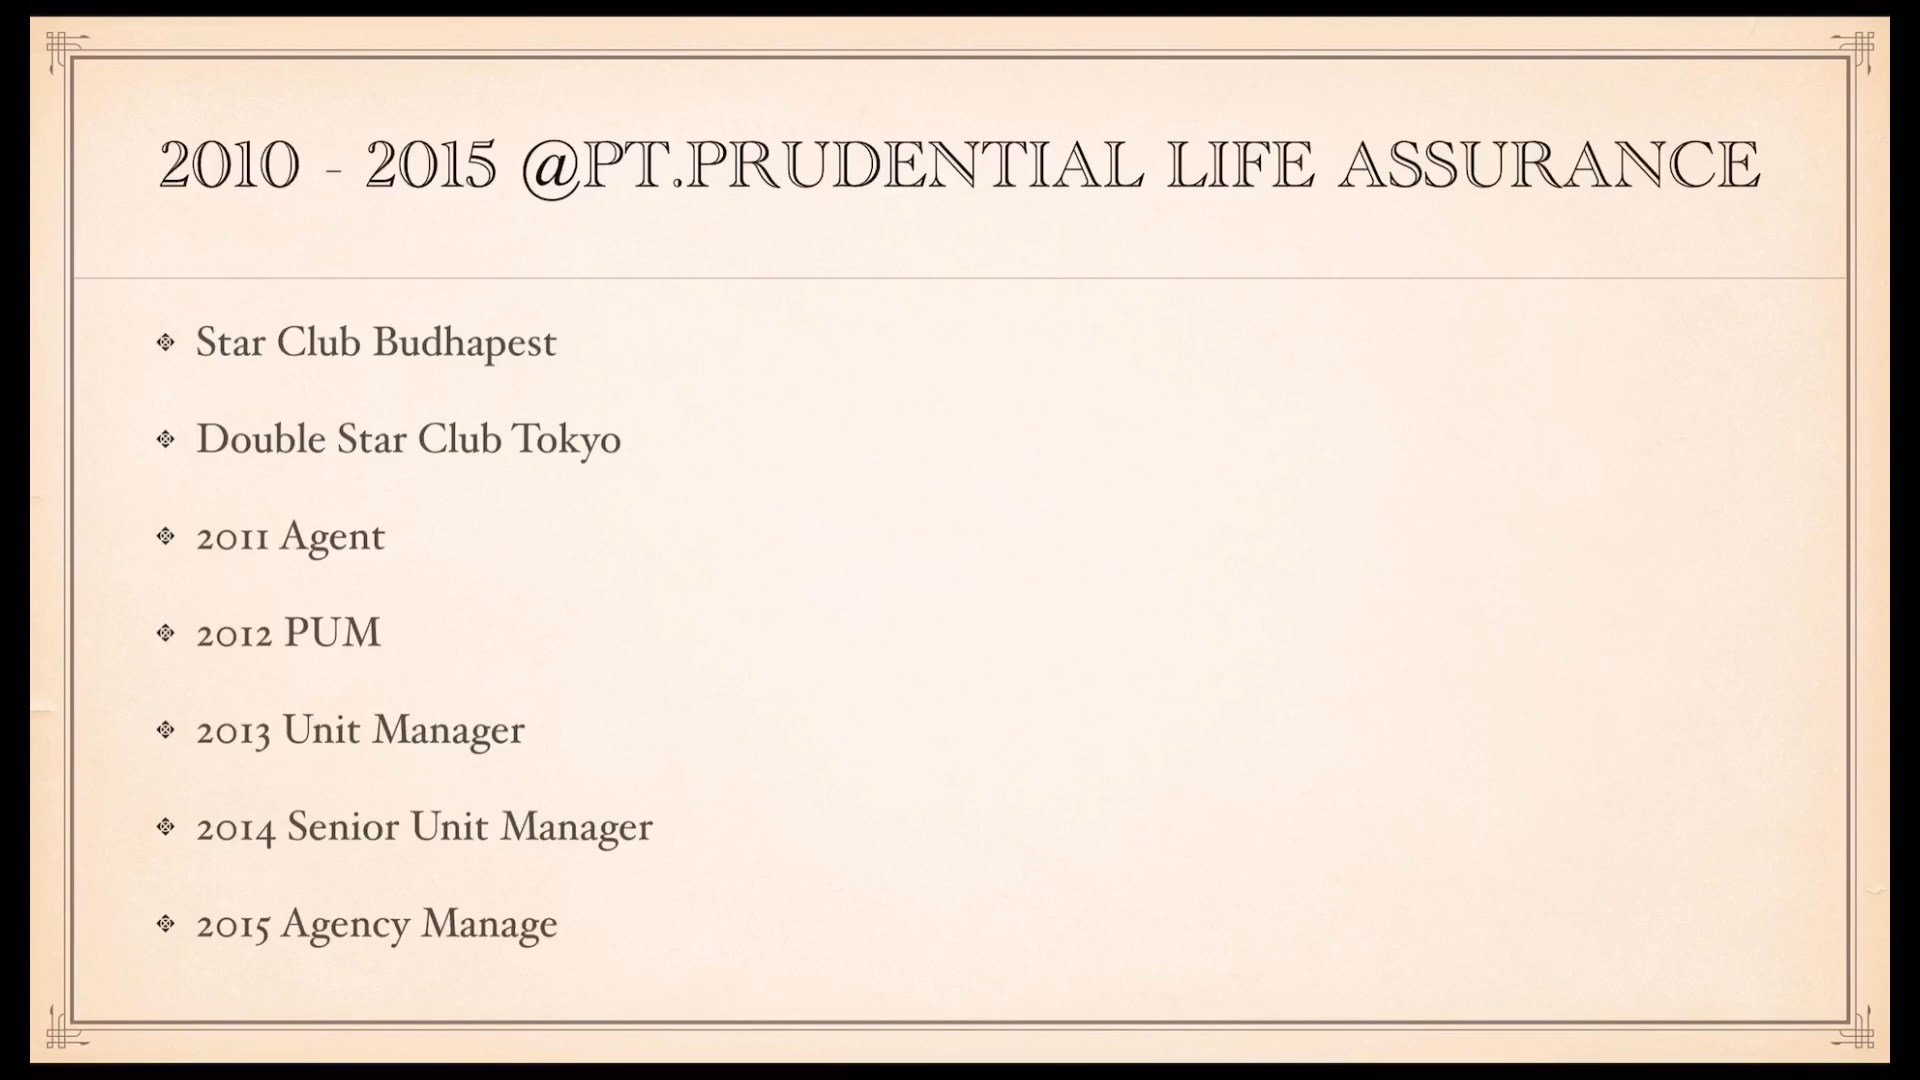 2010 - 2015 @PT.PRUDENTIAL LIFE ASSURANCE
Star Club Budhapest
Double Star Club Tokyo
2011 Agent
2012 PUM
2013 Unit Manager
2014 Senior Unit Manager
2015 Agency Manage